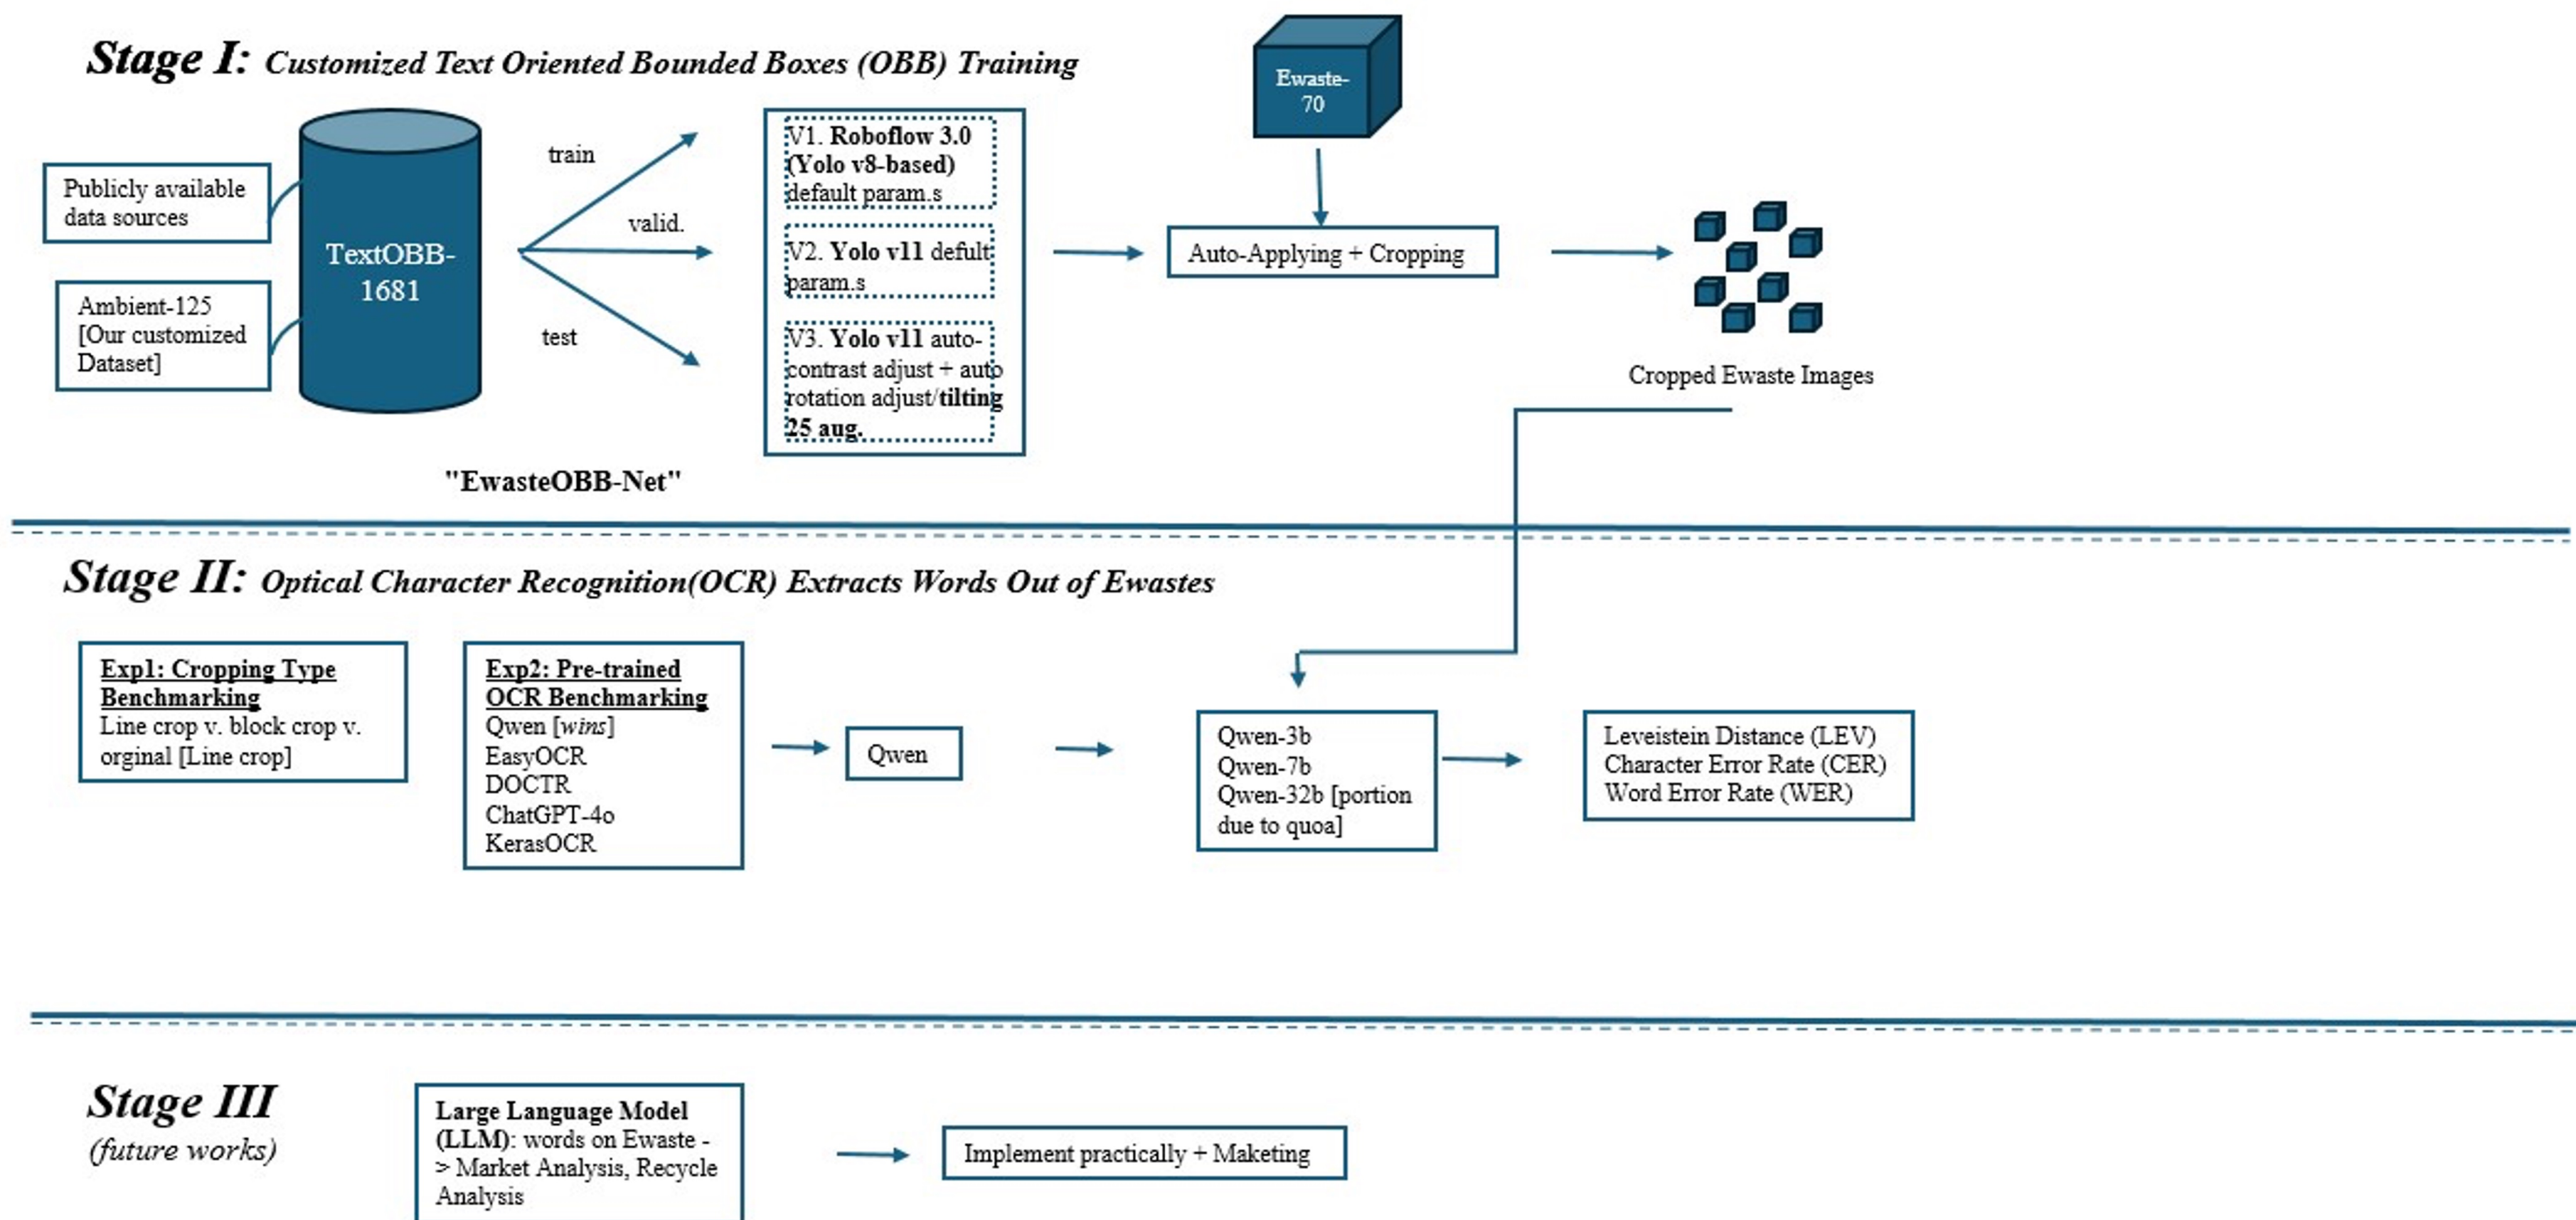 Stage I: Customized Text Oriented Bounded Boxes (OBB) Training
Ewaste-
70
Publicly available
data sources
Ambient-125
[Our customized
Dataset]
TextOBB-
1681
train
valid.
test
V1. Roboflow 3.0
(Yolo v8-based)
default param.s
V2. Yolo v11 defult
param.s
V3. Yolo v11 auto-
contrast adjust + auto
rotation adjust/tilting
25 aug.
Auto-Applying + Cropping
Cropped Ewaste Images
"EwasteOBB-Net"
Stage II: Optical Character Recognition(OCR) Extracts Words Out of Ewastes
Exp1: Cropping Type
Benchmarking
Line crop v. block crop v.
orginal [Line crop]
Exp2: Pre-trained
OCR Benchmarking
Qwen [wins]
EasyOCR
DOCTR
ChatGPT-4o
KerasOCR
Qwen
Qwen-3b
Qwen-7b
Qwen-32b [portion
due to quoa]
Leveistein Distance (LEV)
Character Error Rate (CER)
Word Error Rate (WER)
Stage III
(future works)
Large Language Model
(LLM): words on Ewaste -
> Market Analysis, Recycle
Analysis
Implement practically + Maketing